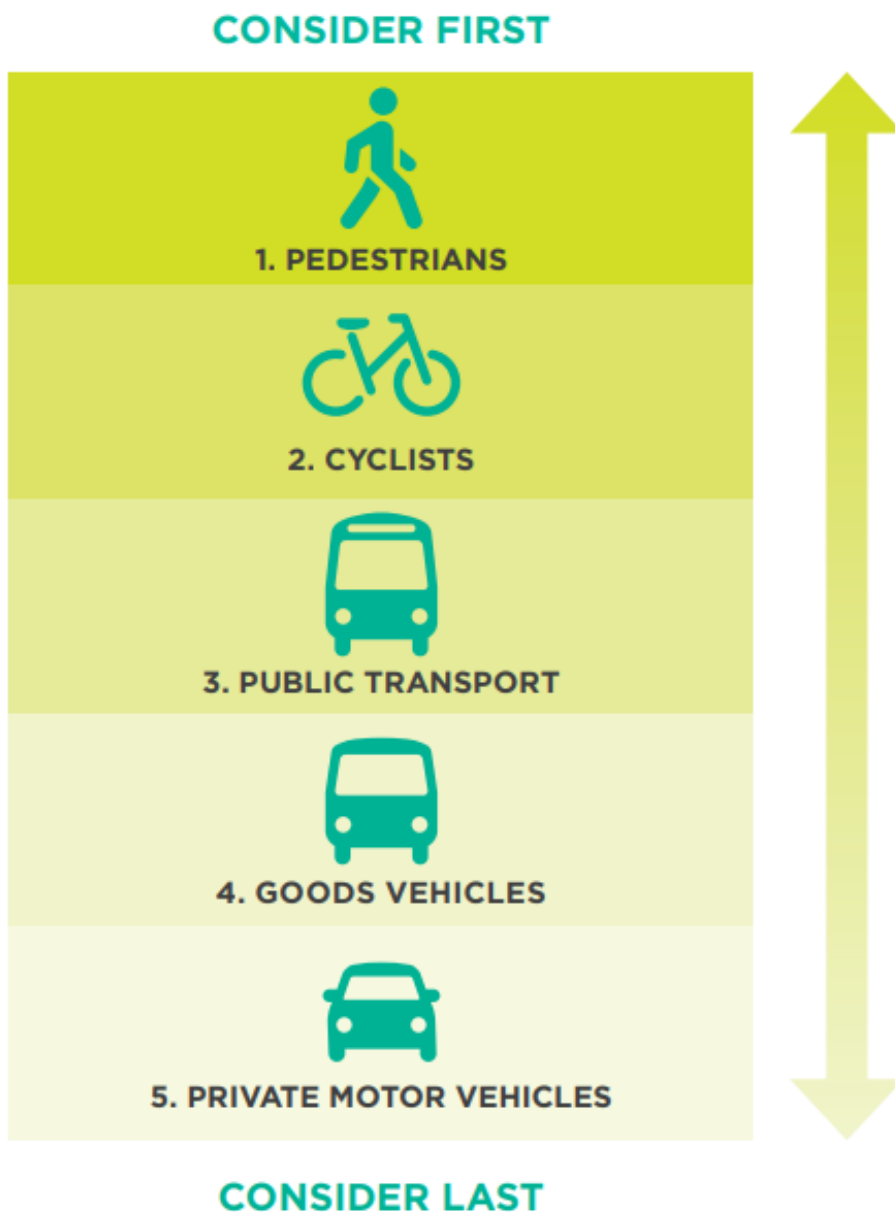 CONSIDER FIRST
1. PEDESTRIANS
2. CYCLISTS
3. PUBLIC TRANSPORT
4. GOODS VEHICLES
5. PRIVATE MOTOR VEHICLES
CONSIDER LAST